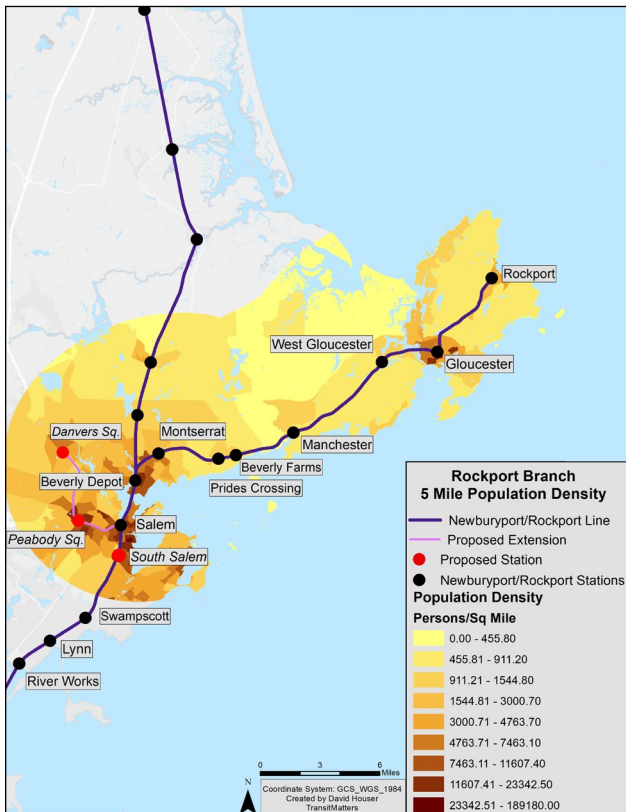 Rockport
West Gloucester
Gloucester
Danvers Sq.
Montserrat
Manchester
Beverly Farms
Beverly Depot
Prides Crossing
Salem
Peabody Sq.
South Salem
Swampscott
Lynn
River Works
Rockport Branch
5 Mile Population Density
Newburyport/Rockport Line
Proposed Extension
Proposed Station
Newburyport/Rockport Stations
Population Density
Persons/Sq Mile
0.00 - 455.80
455.81 - 911.20
911.21 - 1544.80
1544.81 - 3000.70
3000.71 - 4763.70
4763.71 - 7463.10
7463.11 - 11607.40
11607.41 - 23342.50
23342.51 - 189180.00
0 3 6
Miles
N
Coordinate System: GCS_WGS_1984
Created by David Houser
TransitMatters